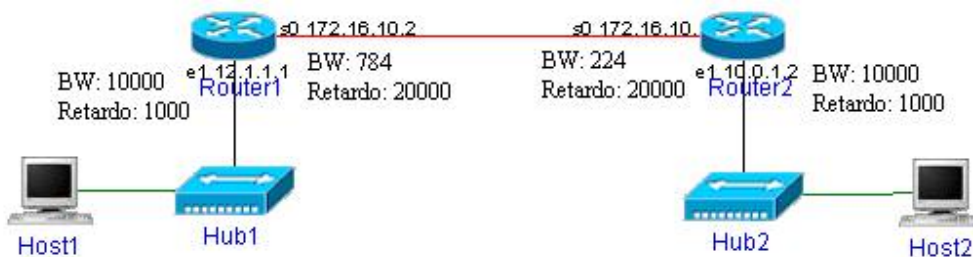 s0 172.16.10.2
s0 172.16.10.
BW: 10000
Retardo: 1000
e1 12.1.1.1
Router1
BW: 784
Retardo: 20000
BW: 224
Retardo: 20000
e1 10.0.1.2
Router2
BW: 10000
Retardo: 1000
Host1
Hub1
Hub2
Host2